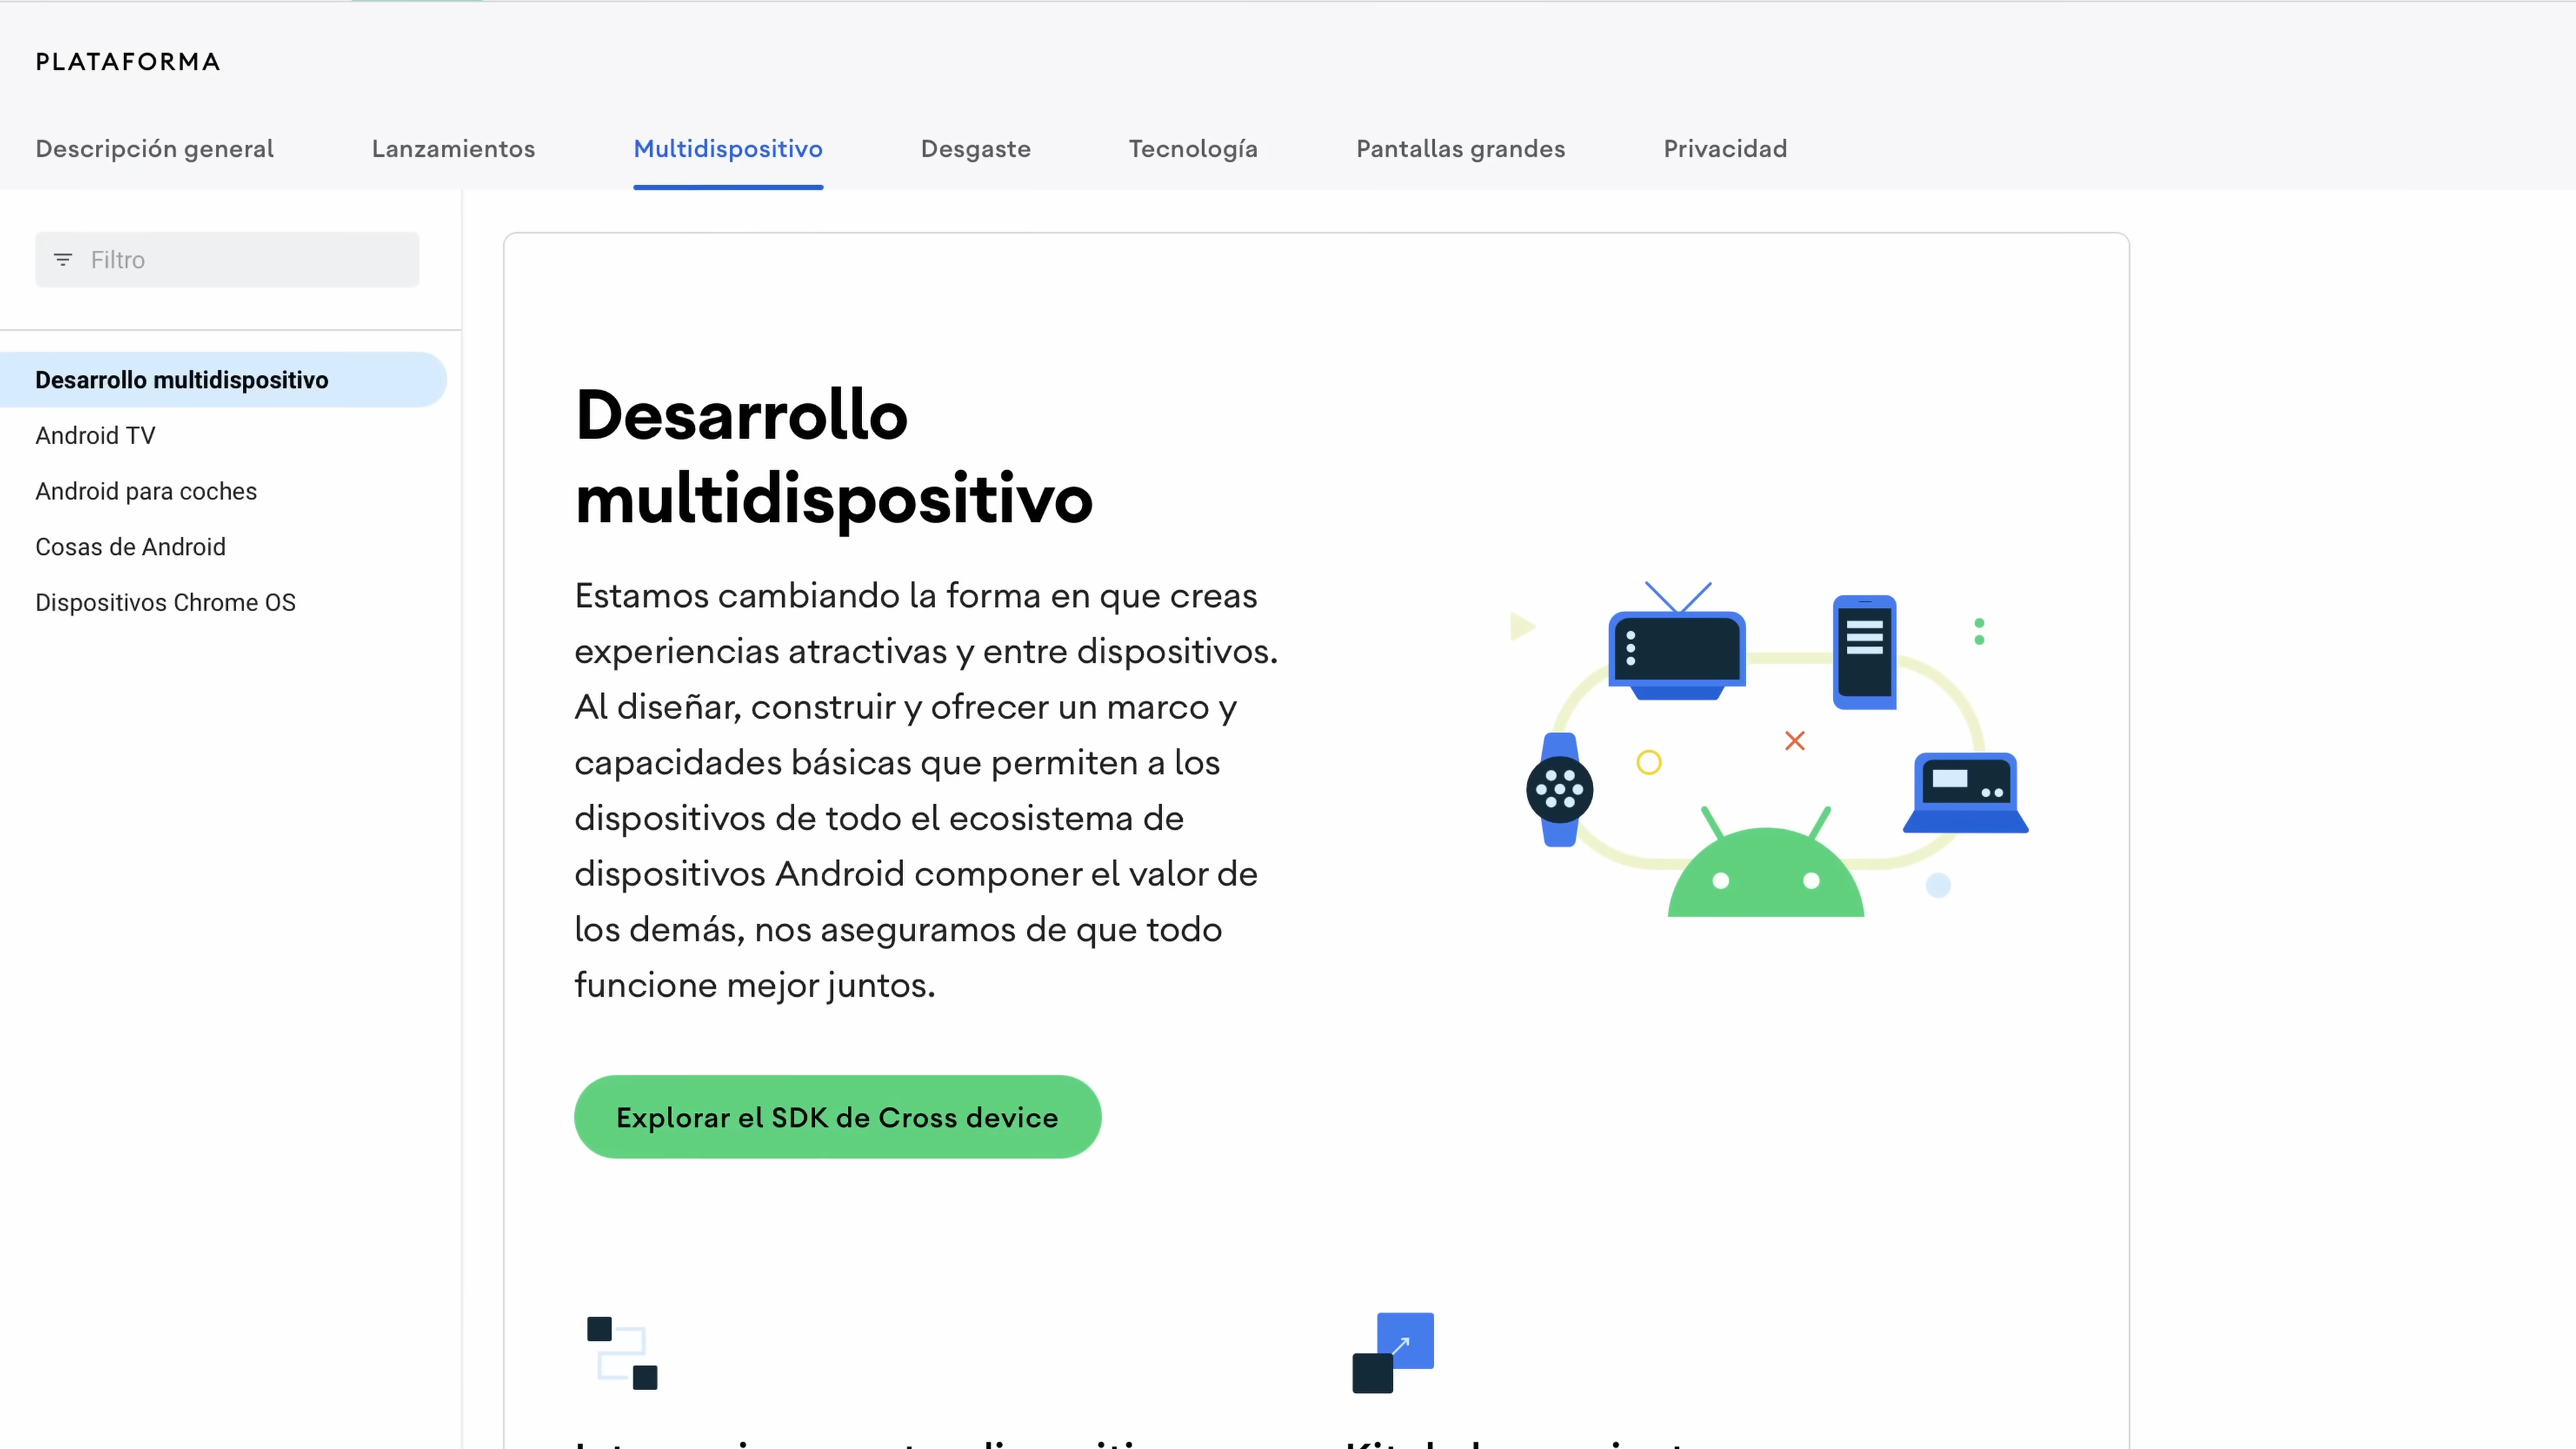 PLATAFORMA
Descripción general Lanzamientos Multidispositivo Desgaste Tecnología Pantallas grandes Privacidad
Filtro
Desarrollo multidispositivo
Android TV
Android para coches
Cosas de Android
Dispositivos Chrome OS
Desarrollo
multidispositivo
Estamos cambiando la forma en que creas
experiencias atractivas y entre dispositivos.
Al diseñar, construir y ofrecer un marco y
capacidades básicas que permiten a los
dispositivos de todo el ecosistema de
dispositivos Android componer el valor de
los demás, nos aseguramos de que todo
funcione mejor juntos.
Explorar el SDK de Cross device